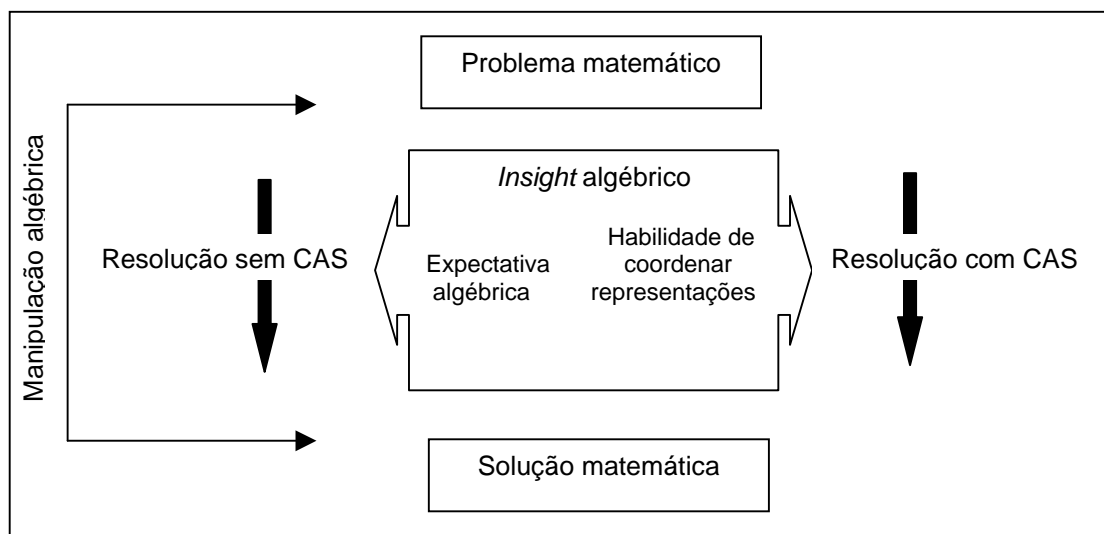 Problema matemático
Manipulação algébrica
Insight algébrico
Resolução sem CAS
Expectativa
algébrica
Habilidade de
coordenar
representações
Resolução com CAS
Solução matemática